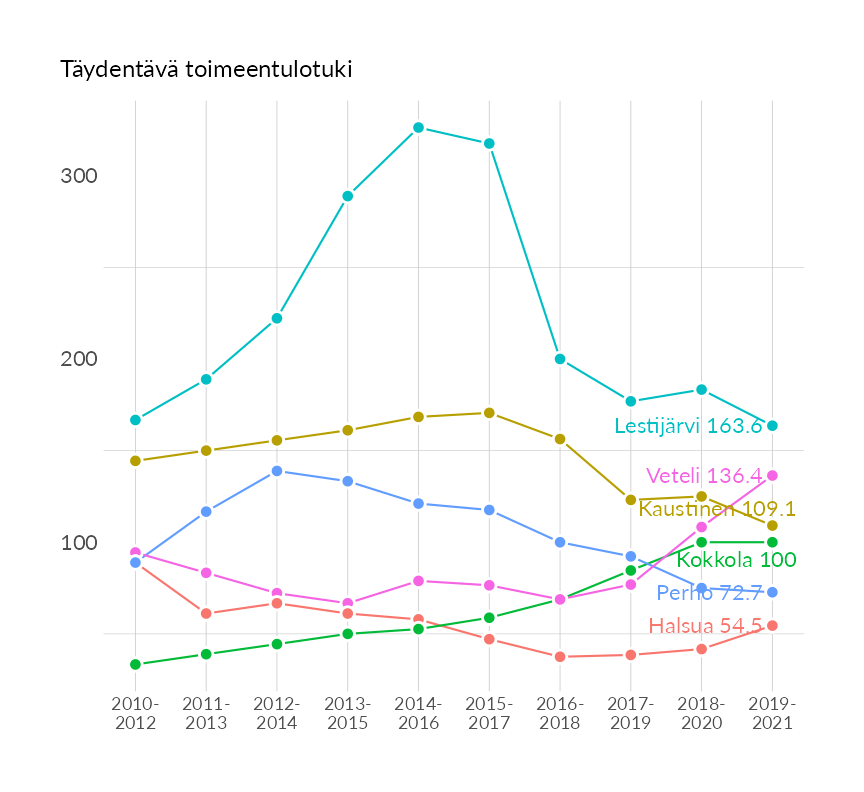 Täydentävä toimeentulotuki
300
200
100
Lestijärvi 163.6
Veteli 136.4
Kaustinen 109.1
Kokkola 100
Perho 72.7
Halsua 54.5
2010- 2011- 2012- 2013- 2014- 2015- 2016- 2017- 2018- 2019-
2012 2013 2014 2015 2016 2017 2018 2019 2020 2021